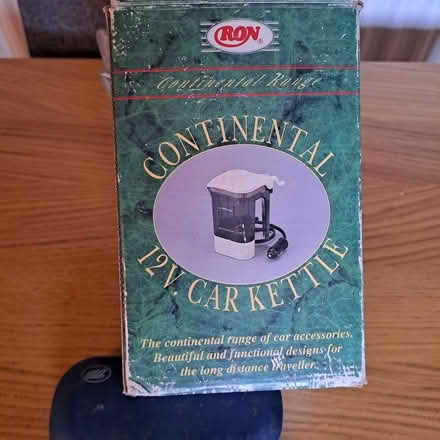 RON
Continental Range
CONTINENTAL
12V. CAR KETTLE
The continental range of car accessories.
Beautiful and functional designs for
the long distance traveller.